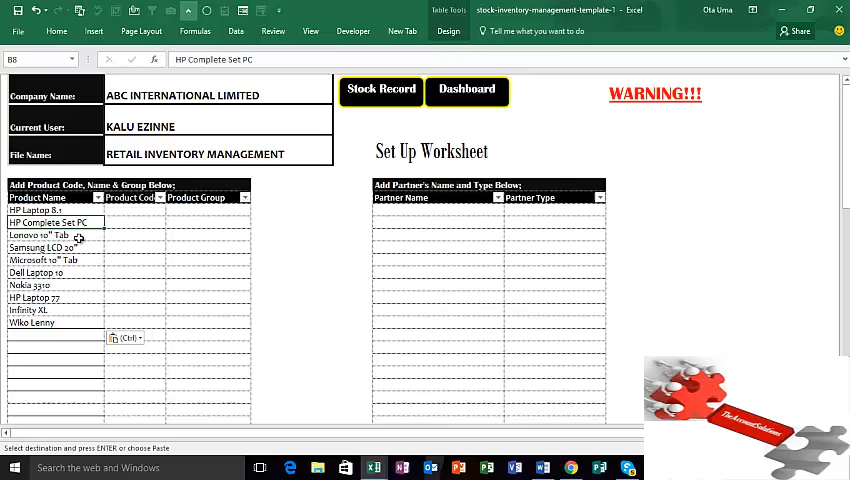 Table Tools
stock-inventory-management-template-1 - Excel
Ota Uma
File
Home
Insert
Page Layout
Formulas
Data
Review
View
Developer
New Tab
Design
Tell me what you want to do...
Share
B8
fx
HP Complete Set PC
Company Name:
ABC INTERNATIONAL LIMITED
Current User:
KALU EZINNE
File Name:
RETAIL INVENTORY MANAGEMENT
Stock Record
Dashboard
WARNING!!!
Set Up Worksheet
Add Product Code, Name & Group Below;
Product Name
Product Cod
Product Group
HP Laptop 8.1
HP Complete Set PC
Lonovo 10" Tab
Samsung LCD 20"
Microsoft 10" Tab
Dell Laptop 10
Nokia 3310
HP Laptop 77
Infinity XL
Wiko Lenny
(Ctrl)
Add Partner's Name and Type Below;
Partner Name
Partner Type
TheAccountSolutions
Select destination and press ENTER or choose Paste
Search the web and Windows